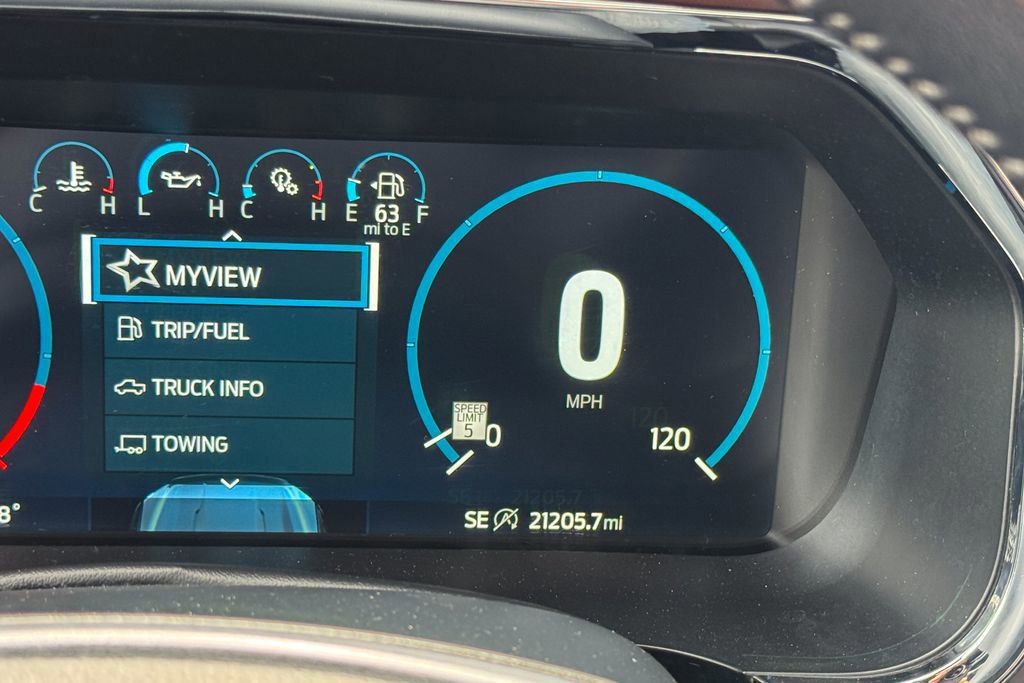 C H L H C H E F
63
mi to E
MYVIEW
TRIP/FUEL
TRUCK INFO
TOWING
0
MPH
SPEED
LIMIT
5
0
120
8°
SE 21205.7mi